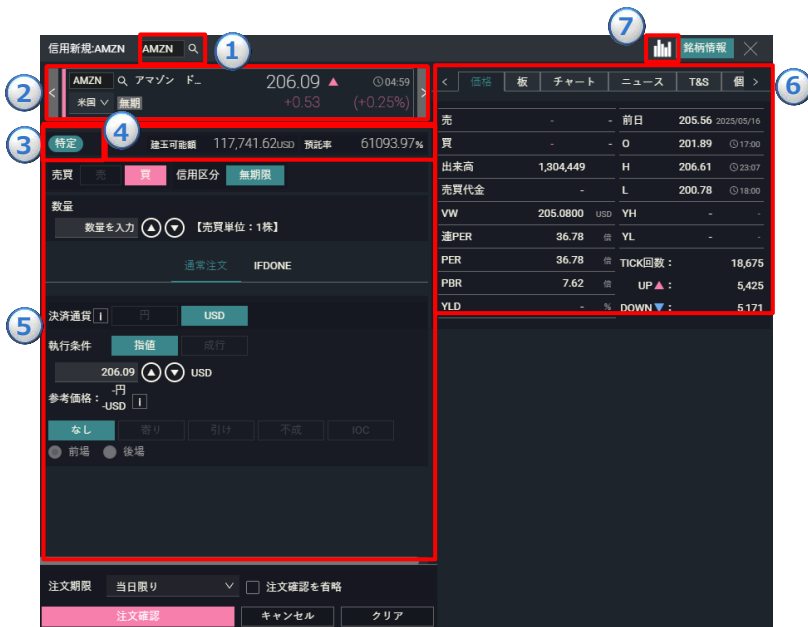 7
信用新規:AMZN AMZN 1 銘柄情報
2 AMZN アマゾン ド... 206.09 ▲ 04:59
米国 無期 +0.53 (+0.25%)
< 価格 板 チャート ニュース T&S 個 > 6
3 特定 4 建玉可能額 117,741.62USD 預託率 61093.97%
売 - - 前日 205.56 2025/05/16
買 - - O 201.89 17:00
出来高 1,304,449 H 206.61 23:07
売買代金 - L 200.78 18:00
VW 205.0800 USD YH - -
連PER 36.78 倍 YL - -
PER 36.78 倍 TICK回数: 18,675
PBR 7.62 倍 UP▲: 5,425
YLD - % DOWN▼: 5,171
売買 売 買 信用区分 無期限
数量
数量を入力 【売買単位:1株】
通常注文 IFDONE
5 決済通貨 i 円 USD
執行条件 指値 成行
206.09 USD
参考価格: -円
-USD i
なし 寄り 引け 不成 IOC
前場 後場
注文期限 当日限り 注文確認を省略
注文確認 キャンセル クリア